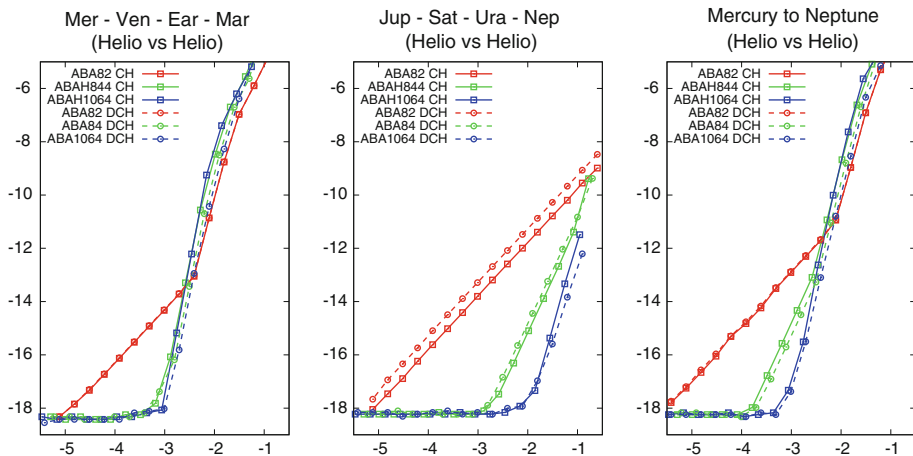 Mer - Ven - Ear - Mar
(Helio vs Helio)
ABA82 CH
ABAH844 CH
ABAH1064 CH
ABA82 DCH
ABA84 DCH
ABA1064 DCH
-6
-8
-10
-12
-14
-16
-18
-5 -4 -3 -2 -1
Jup - Sat - Ura - Nep
(Helio vs Helio)
ABA82 CH
ABAH844 CH
ABAH1064 CH
ABA82 DCH
ABA84 DCH
ABA1064 DCH
-6
-8
-10
-12
-14
-16
-18
-5 -4 -3 -2 -1
Mercury to Neptune
(Helio vs Helio)
ABA82 CH
ABAH844 CH
ABAH1064 CH
ABA82 DCH
ABA84 DCH
ABA1064 DCH
-6
-8
-10
-12
-14
-16
-18
-5 -4 -3 -2 -1